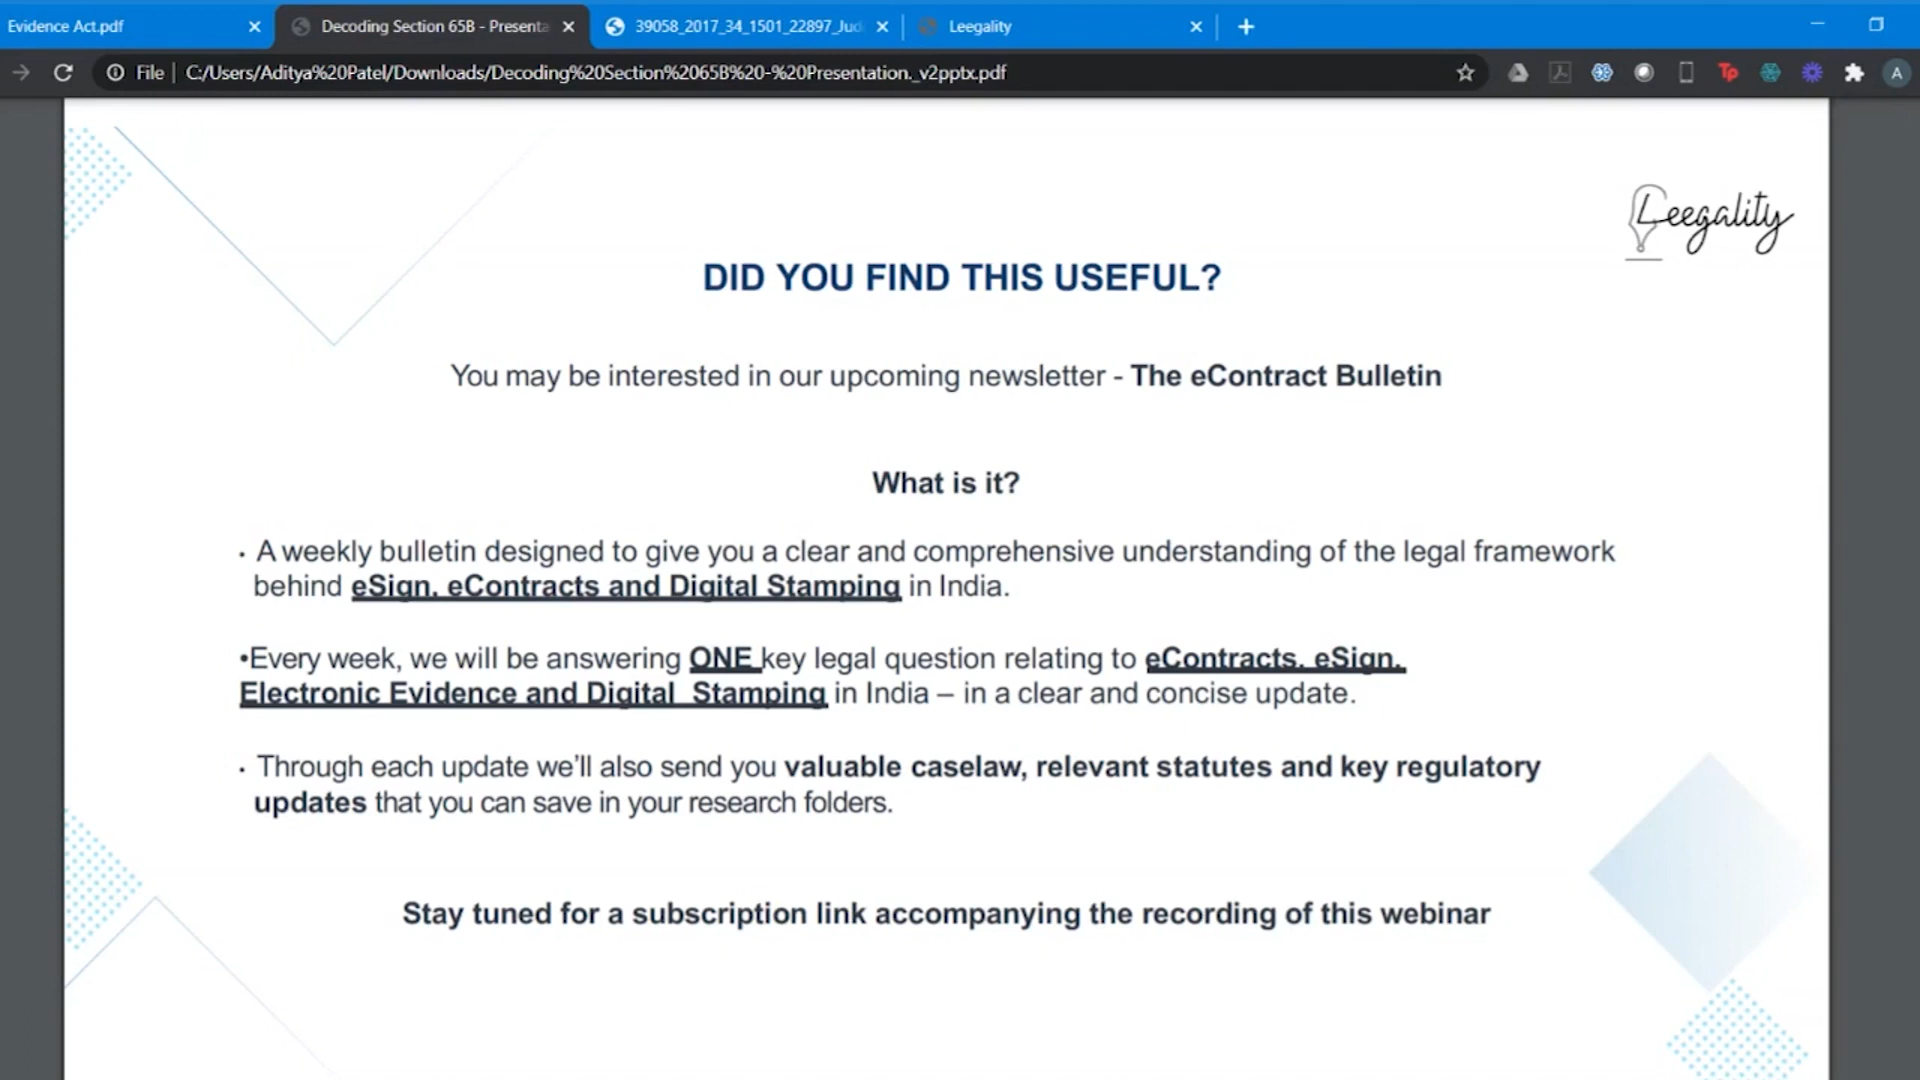 Evidence Act.pdf
Decoding Section 65B - Presenta
39058_2017_34_1501_22897_Jud
Leegality
File
C:/Users/Aditya%20Patel/Downloads/Decoding%20Section%2065B%20-%20Presentation._v2pptx.pdf
Tp
A
Leegality
DID YOU FIND THIS USEFUL?
You may be interested in our upcoming newsletter - The eContract Bulletin
What is it?
• A weekly bulletin designed to give you a clear and comprehensive understanding of the legal framework
behind eSign, eContracts and Digital Stamping in India.
•Every week, we will be answering ONE key legal question relating to eContracts, eSign,
Electronic Evidence and Digital Stamping in India – in a clear and concise update.
• Through each update we'll also send you valuable caselaw, relevant statutes and key regulatory
updates that you can save in your research folders.
Stay tuned for a subscription link accompanying the recording of this webinar